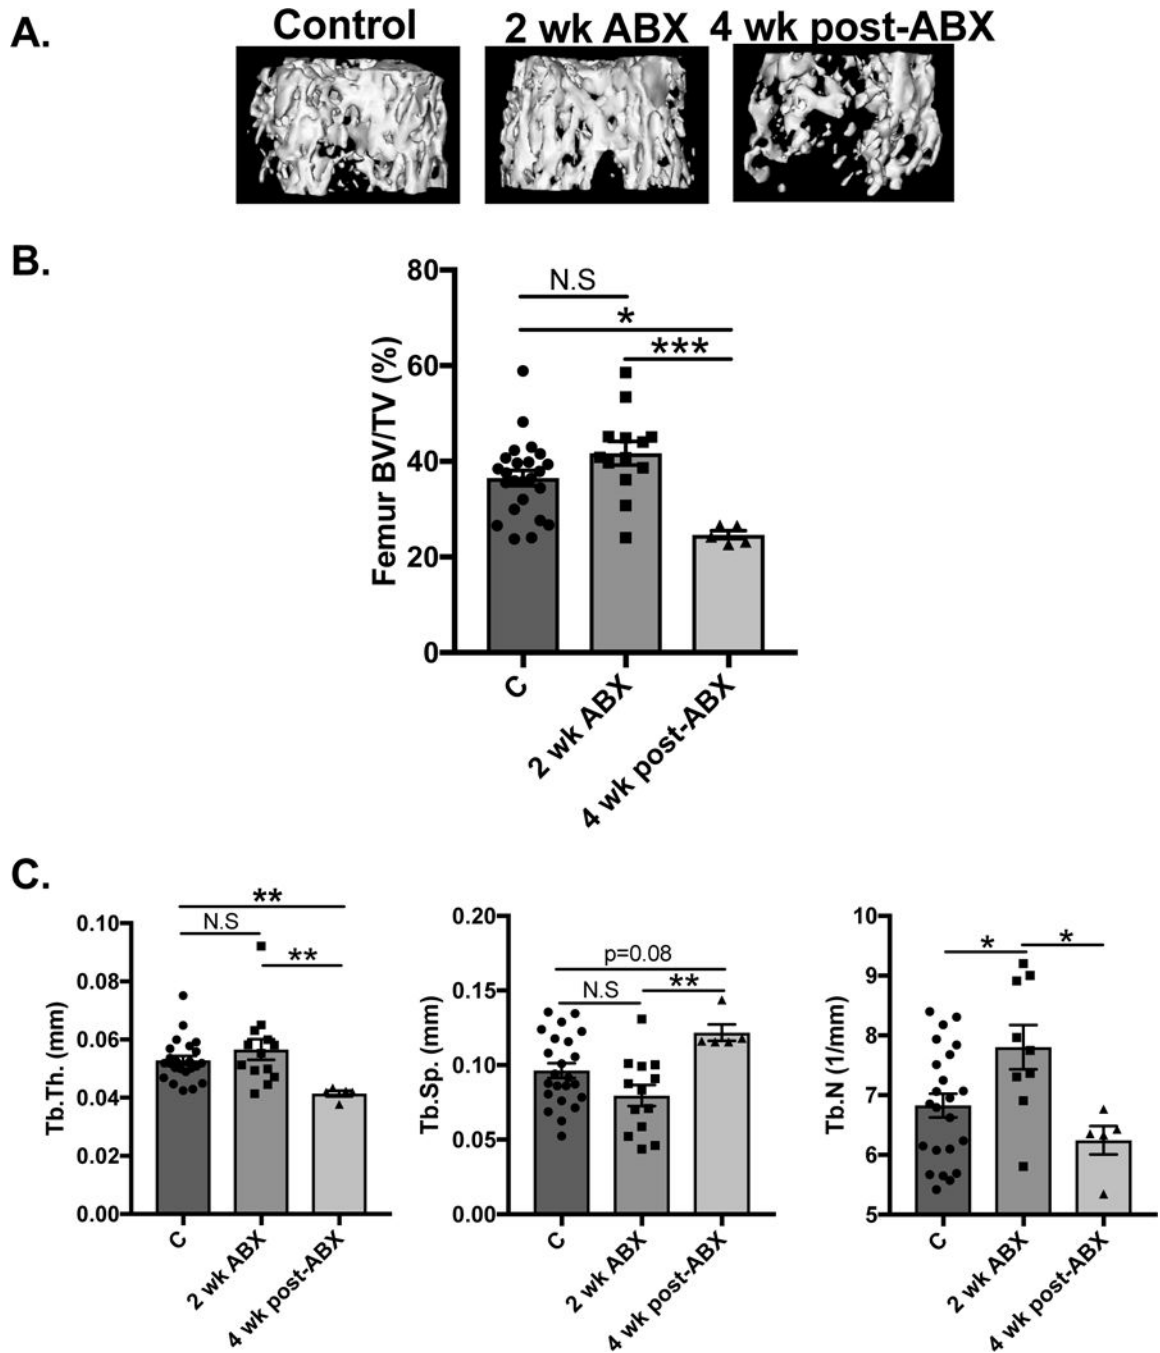 A.
Control 2 wk ABX 4 wk post-ABX
B.
Femur BV/TV (%)
80
60
40
20
0
N.S
*
***
C
2 wk ABX
4 wk post-ABX
C.
Tb.Th. (mm)
0.10
0.08
0.06
0.04
0.02
0.00
**
N.S
**
C
2 wk ABX
4 wk post-ABX
Tb.Sp. (mm)
0.20
0.15
0.10
0.05
0.00
p=0.08
N.S
**
C
2 wk ABX
4 wk post-ABX
Tb.N (1/mm)
10
9
8
7
6
5
*
*
C
2 wk ABX
4 wk post-ABX